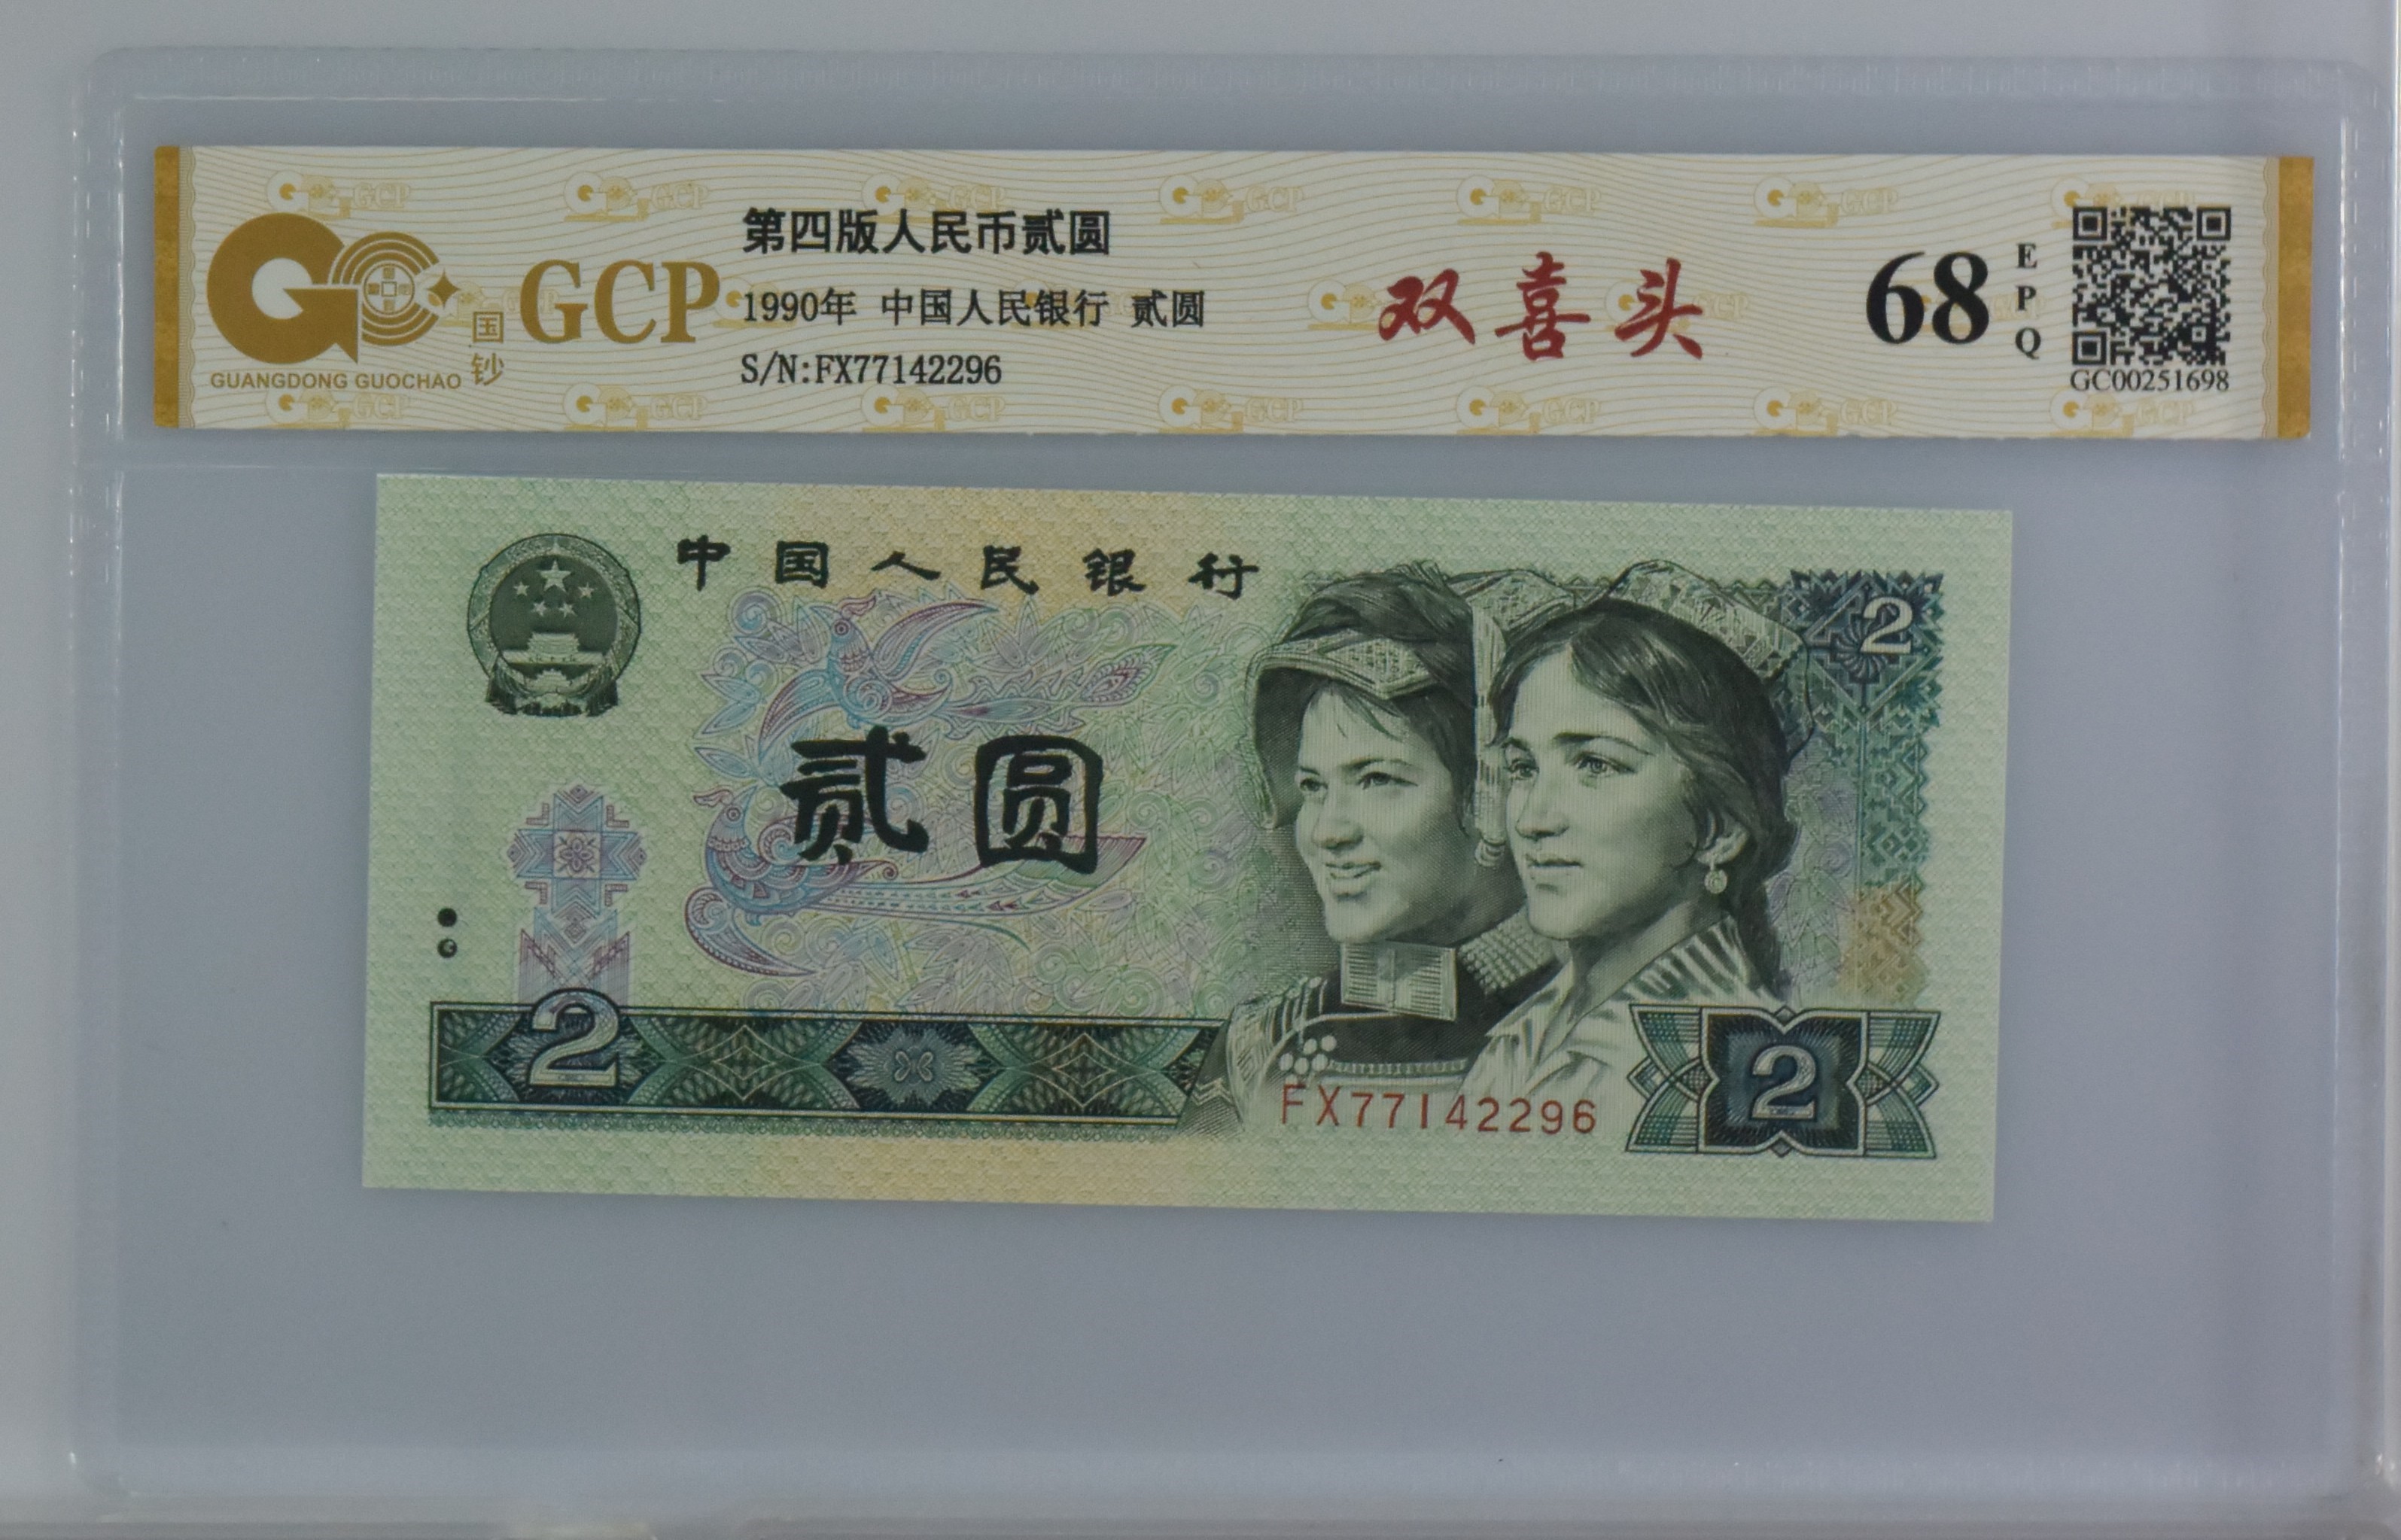 第四版人民币贰圆
国钞 GCP
1990年 中国人民银行 贰圆
GUANGDONG GUOCHAO
S/N:FX77142296
双喜头
68
EPQ
GC00251698
中国人民银行
2
贰圆
2
2
FX77142296